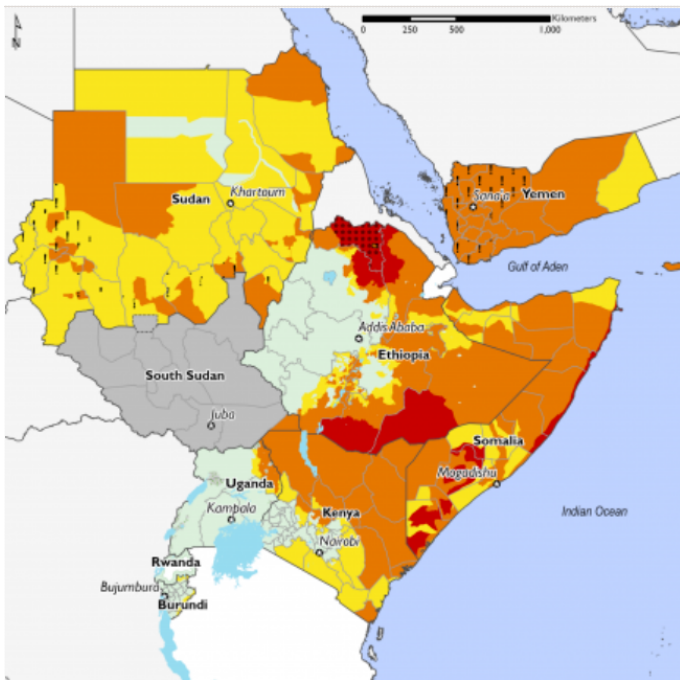 N
Kilometers
0 250 500 1,000
Sudan
Khartoum
Sanaja
Yemen
Gulf of Aden
Addis Ababa
Ethiopia
South Sudan
Juba
Somalia
Mogadishu
Uganda
Kampala
Kenya
Nairobi
Indian Ocean
Rwanda
Bujumbura
Burundi